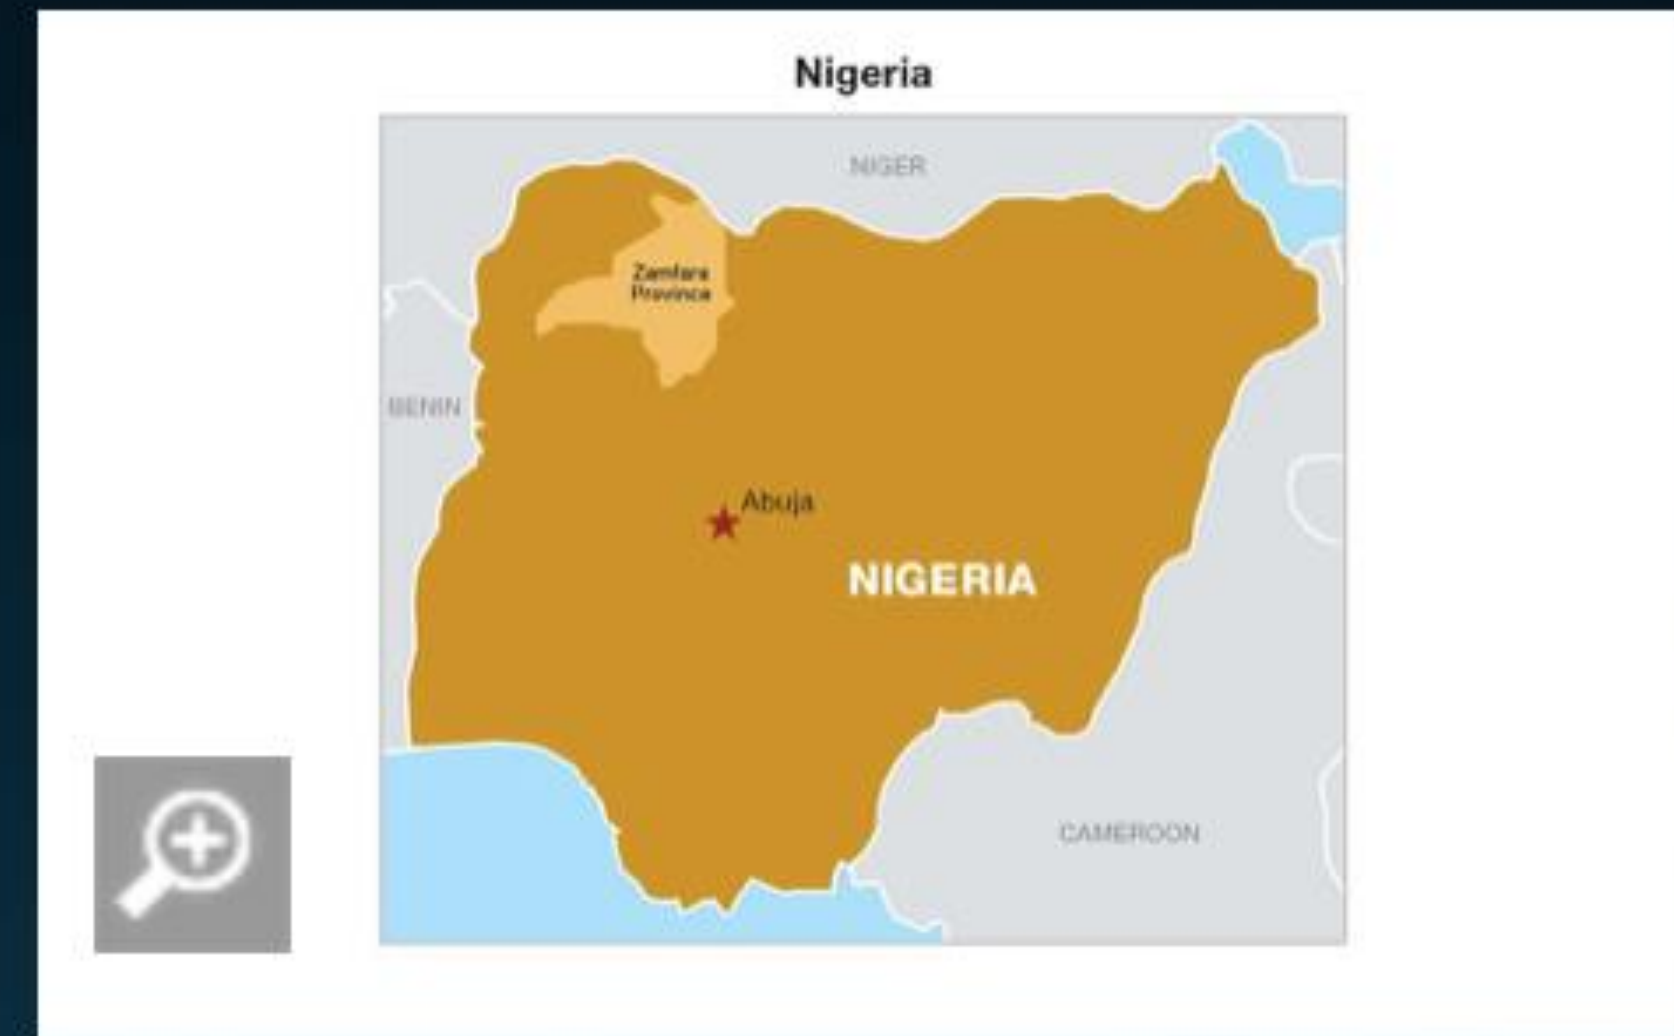 Nigeria
NIGER
Zamfara
Province
BENIN
Abuja
NIGERIA
CAMEROON